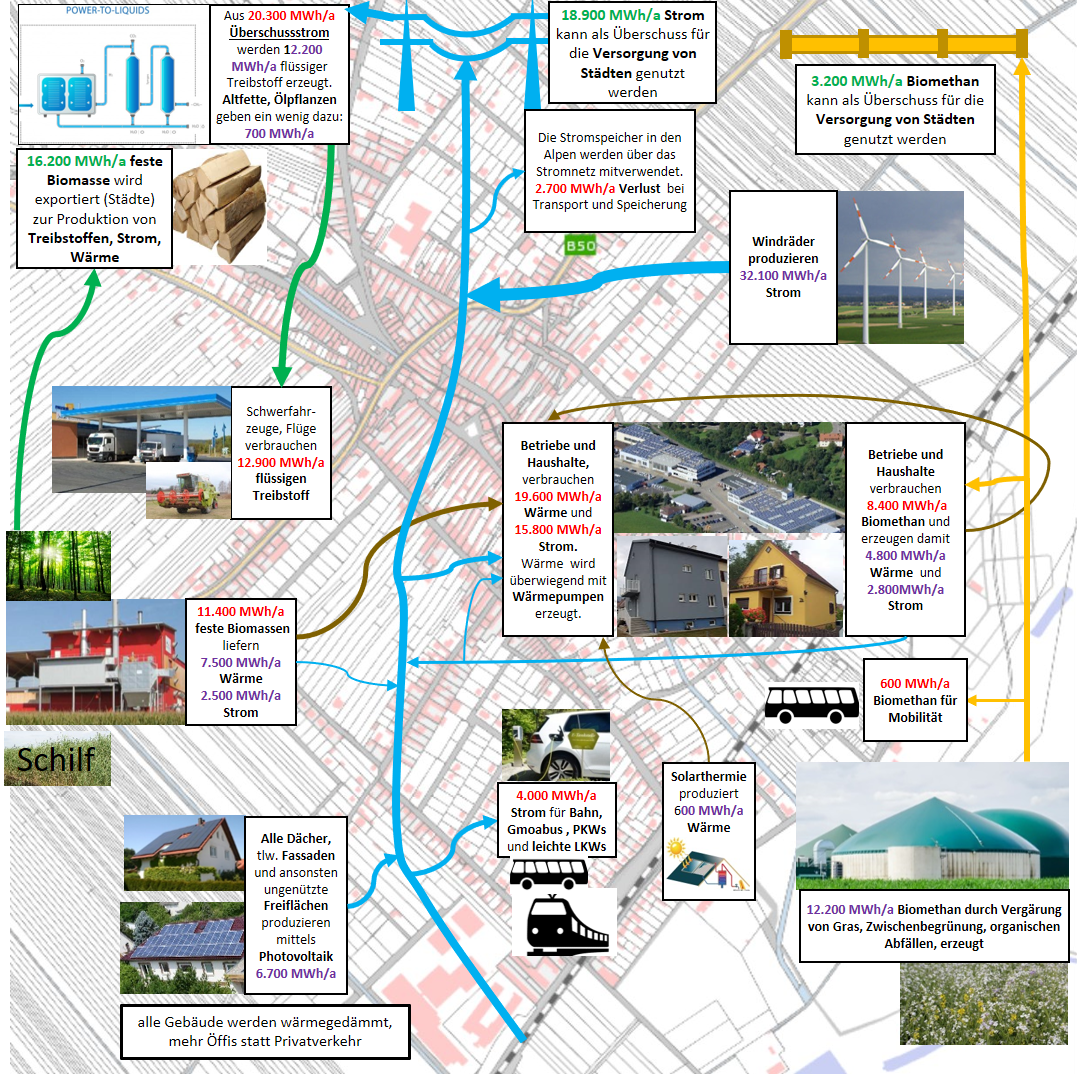 POWER-TO-LIQUIDS
Aus 20.300 MWh/a
Überschussstrom
werden 12.200
MWh/a flüssiger
Treibstoff erzeugt.
Altfette, Ölpflanzen
geben ein wenig dazu:
700 MWh/a
18.900 MWh/a Strom
kann als Überschuss für
die Versorgung von
Städten genutzt
werden
3.200 MWh/a Biomethan
kann als Überschuss für die
Versorgung von Städten
genutzt werden
Die Stromspeicher in den
Alpen werden über das
Stromnetz mitverwendet.
2.700 MWh/a Verlust bei
Transport und Speicherung
16.200 MWh/a feste
Biomasse wird
exportiert (Städte)
zur Produktion von
Treibstoffen, Strom,
Wärme
B50
Windräder
produzieren
32.100 MWh/a
Strom
Schwerfahr-
zeuge, Flüge
verbrauchen
12.900 MWh/a
flüssigen
Treibstoff
Betriebe und
Haushalte,
verbrauchen
19.600 MWh/a
Wärme und
15.800 MWh/a
Strom.
Wärme wird
überwiegend mit
Wärmepumpen
erzeugt.
Betriebe und
Haushalte
verbrauchen
8.400 MWh/a
Biomethan und
erzeugen damit
4.800 MWh/a
Wärme und
2.800MWh/a
Strom
11.400 MWh/a
feste Biomassen
liefern
7.500 MWh/a
Wärme
2.500 MWh/a
Strom
600 MWh/a
Biomethan für
Mobilität
Schilf
4.000 MWh/a
Strom für Bahn,
Gmoabus , PKWs
und leichte LKWs
Solarthermie
produziert
600 MWh/a
Wärme
Alle Dächer,
tlw. Fassaden
und ansonsten
ungenützte
Freiflächen
produzieren
mittels
Photovoltaik
6.700 MWh/a
12.200 MWh/a Biomethan durch Vergärung
von Gras, Zwischenbegrünung, organischen
Abfällen, erzeugt
alle Gebäude werden wärmegedämmt,
mehr Öffis statt Privatverkehr